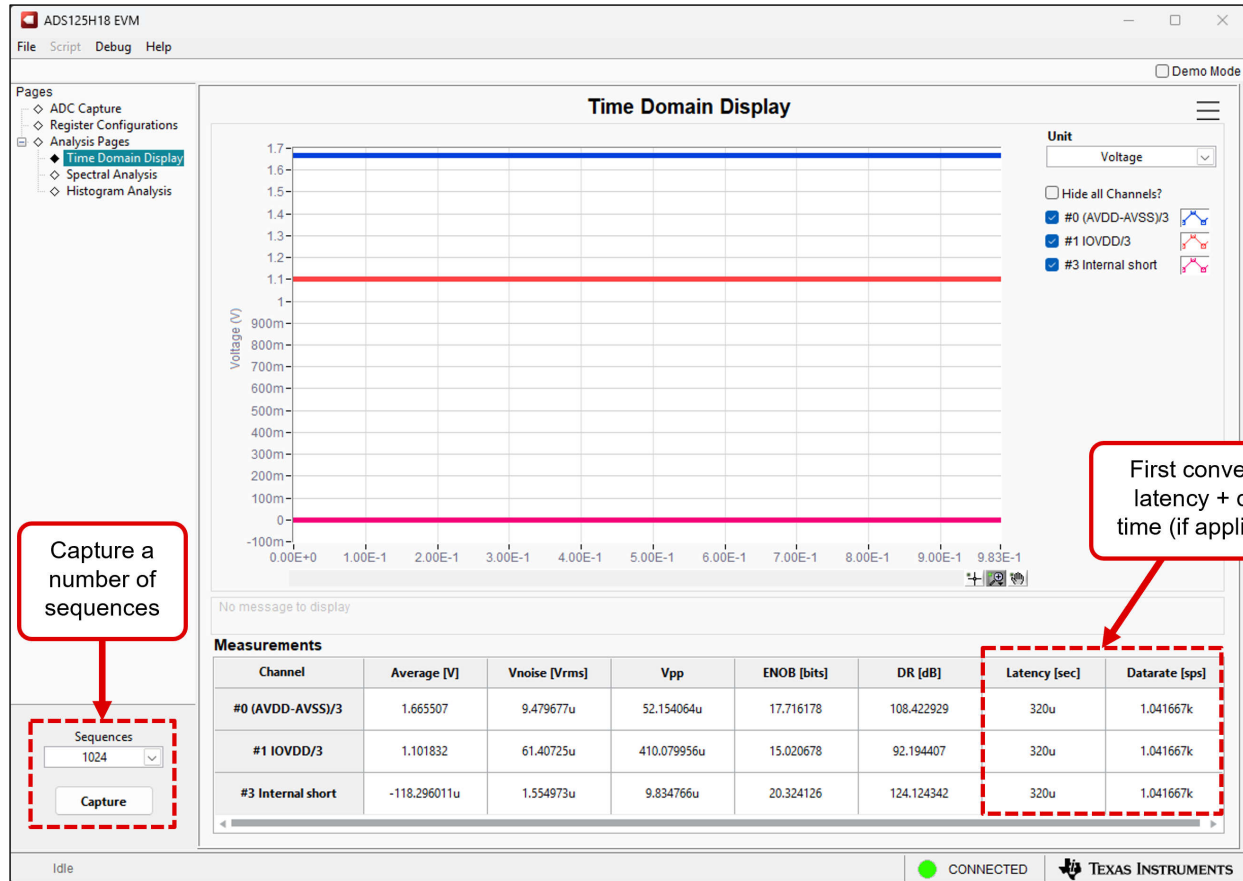 ADS125H18 EVM
File Script Debug Help
Demo Mode
Pages
ADC Capture
Register Configurations
Analysis Pages
Time Domain Display
Spectral Analysis
Histogram Analysis
Time Domain Display
Unit
Voltage
Hide all Channels?
#0 (AVDD-AVSS)/3
#1 IOVDD/3
#3 Internal short
Voltage (V)
1.7
1.6
1.5
1.4
1.3
1.2
1.1
1
900m
800m
700m
600m
500m
400m
300m
200m
100m
0
-100m
0.00E+0 1.00E-1 2.00E-1 3.00E-1 4.00E-1 5.00E-1 6.00E-1 7.00E-1 8.00E-1 9.00E-1 9.83E-1
First conve
latency + c
time (if appli
Capture a
number of
sequences
No message to display
Measurements
Channel Average [V] Vnoise [Vrms] Vpp ENOB [bits] DR [dB] Latency [sec] Datarate [sps]
#0 (AVDD-AVSS)/3 1.665507 9.479677u 52.154064u 17.716178 108.422929 320u 1.041667k
#1 IOVDD/3 1.101832 61.40725u 410.079956u 15.020678 92.194407 320u 1.041667k
#3 Internal short -118.296011u 1.554973u 9.834766u 20.324126 124.124342 320u 1.041667k
Sequences
1024
Capture
Idle
CONNECTED
TEXAS INSTRUMENTS